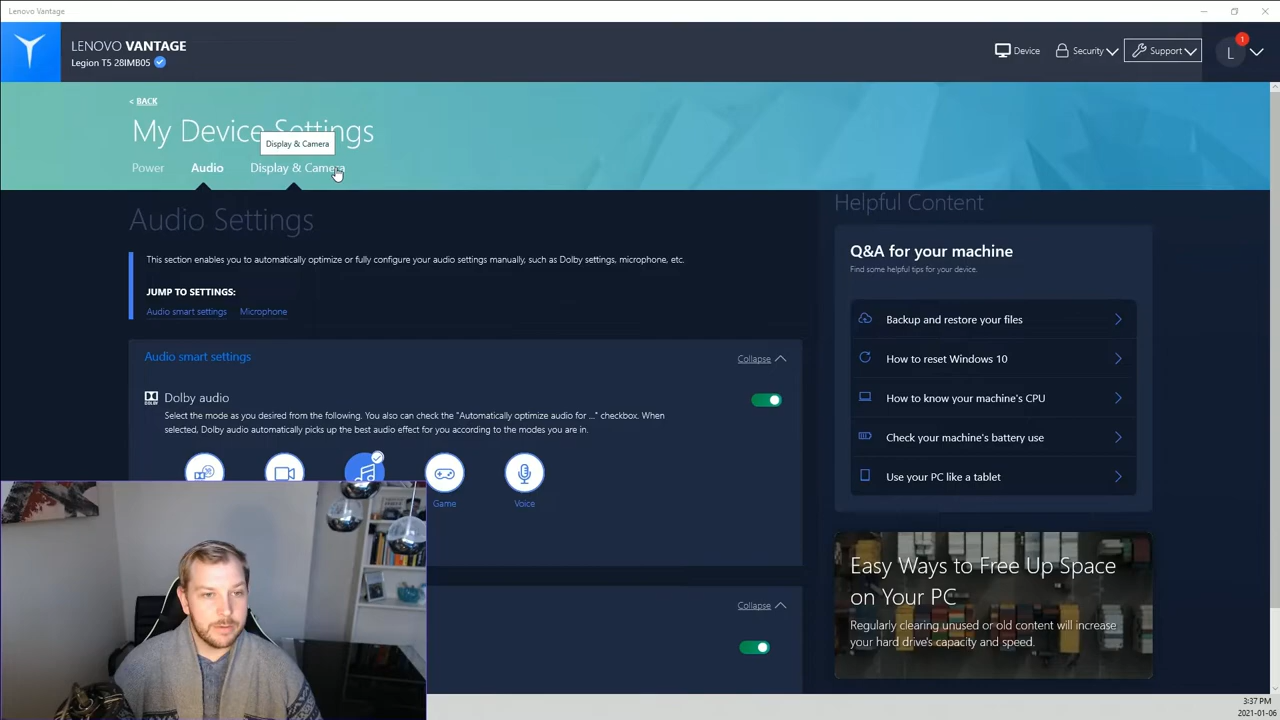 Lenovo Vantage
LENOVO VANTAGE
Legion T5 28IMB05
Device
Security
Support
L
1
< BACK
My Device Settings
Display & Camera
Power
Audio
Display & Camera
Audio Settings
This section enables you to automatically optimize or fully configure your audio settings manually, such as Dolby settings, microphone, etc.
JUMP TO SETTINGS:
Audio smart settings
Microphone
Audio smart settings
Collapse
DOLBY
Dolby audio
Select the mode as you desired from the following. You also can check the "Automatically optimize audio for ..." checkbox. When
selected, Dolby audio automatically picks up the best audio effect for you according to the modes you are in.
Game
Voice
Collapse
Helpful Content
Q&A for your machine
Find some helpful tips for your device.
Backup and restore your files
How to reset Windows 10
How to know your machine's CPU
Check your machine's battery use
Use your PC like a tablet
Easy Ways to Free Up Space
on Your PC
Regularly clearing unused or old content will increase
your hard drive's capacity and speed.
3:37 PM
2021-01-06